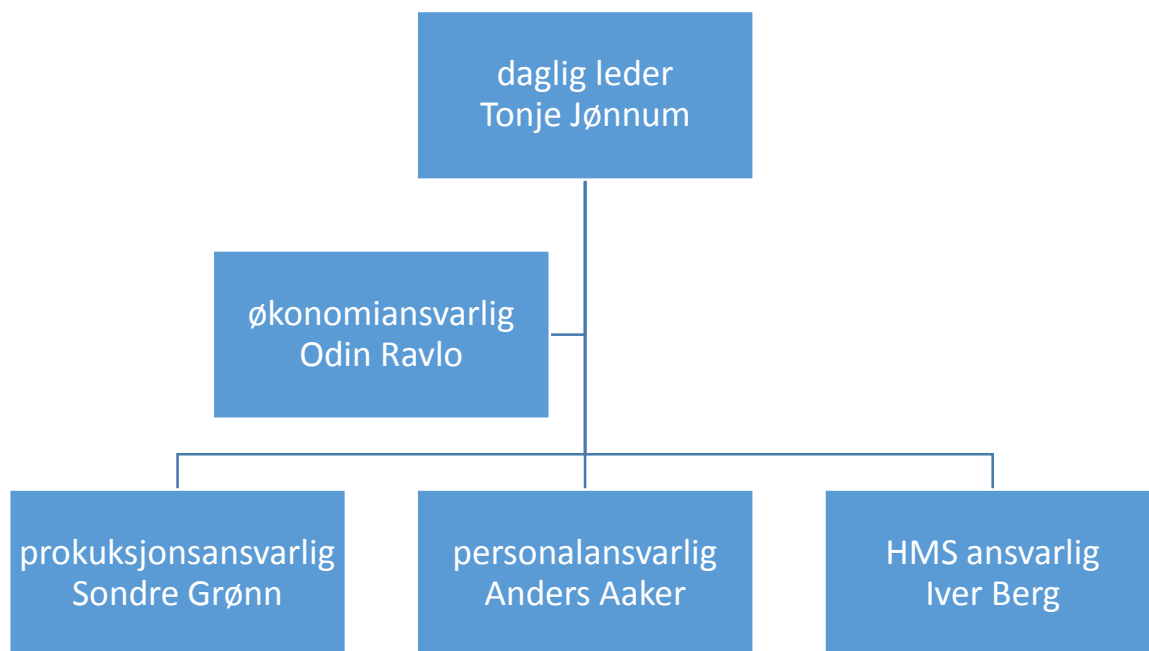 daglig leder
Tonje Jønnum
økonomiansvarlig
Odin Ravlo
prokuksjonsansvarlig
Sondre Grønn
personalansvarlig
Anders Aaker
HMS ansvarlig
Iver Berg